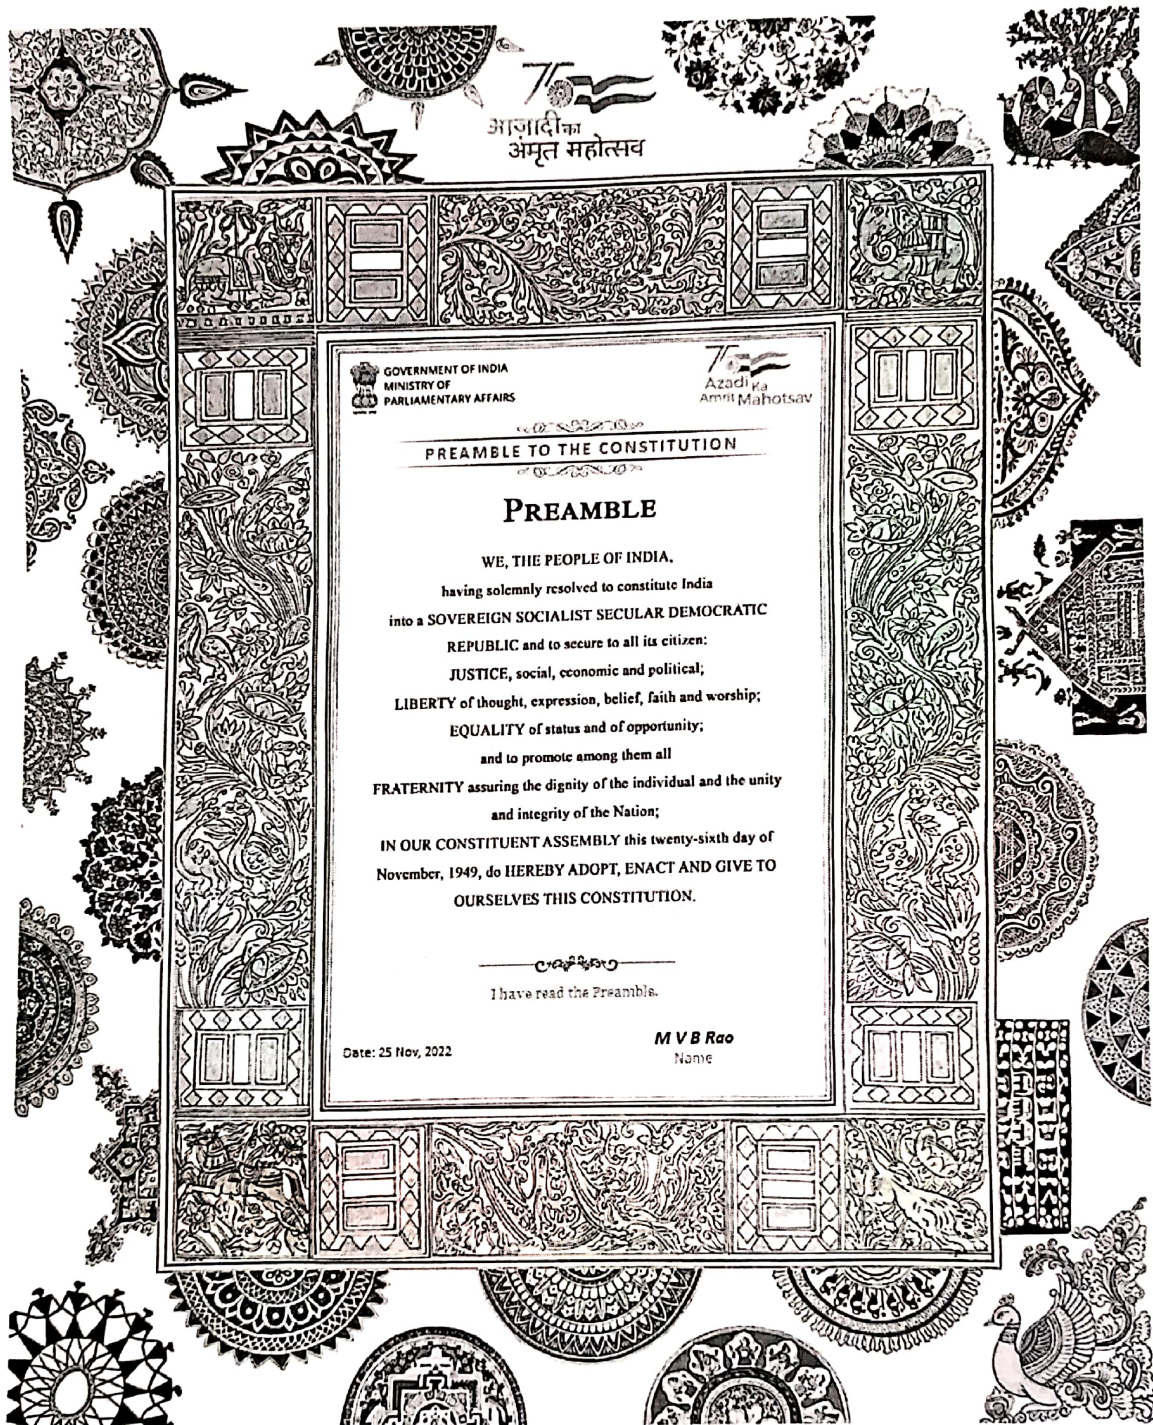 75
आज़ादी का
अमृत महोत्सव
GOVERNMENT OF INDIA
MINISTRY OF
PARLIAMENTARY AFFAIRS
75
Azadi Ka
Amrit Mahotsav
PREAMBLE TO THE CONSTITUTION
PREAMBLE
WE, THE PEOPLE OF INDIA,
having solemnly resolved to constitute India
into a SOVEREIGN SOCIALIST SECULAR DEMOCRATIC
REPUBLIC and to secure to all its citizen:
JUSTICE, social, economic and political;
LIBERTY of thought, expression, belief, faith and worship;
EQUALITY of status and of opportunity;
and to promote among them all
FRATERNITY assuring the dignity of the individual and the unity
and integrity of the Nation;
IN OUR CONSTITUENT ASSEMBLY this twenty-sixth day of
November, 1949, do HEREBY ADOPT, ENACT AND GIVE TO
OURSELVES THIS CONSTITUTION.
I have read the Preamble.
M V B Rao
Date: 25 Nov, 2022
Name